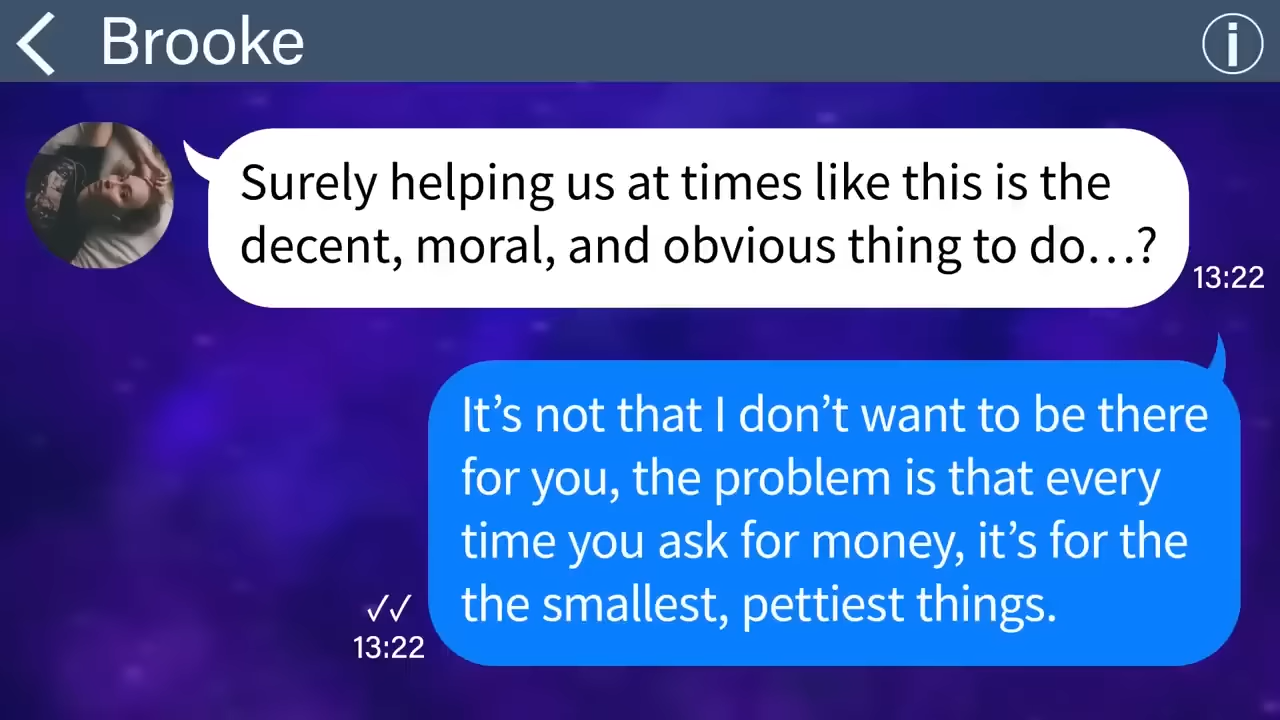 Brooke
Surely helping us at times like this is the
decent, moral, and obvious thing to do…?
13:22
It’s not that I don’t want to be there
for you, the problem is that every
time you ask for money, it’s for the
the smallest, pettiest things.
13:22